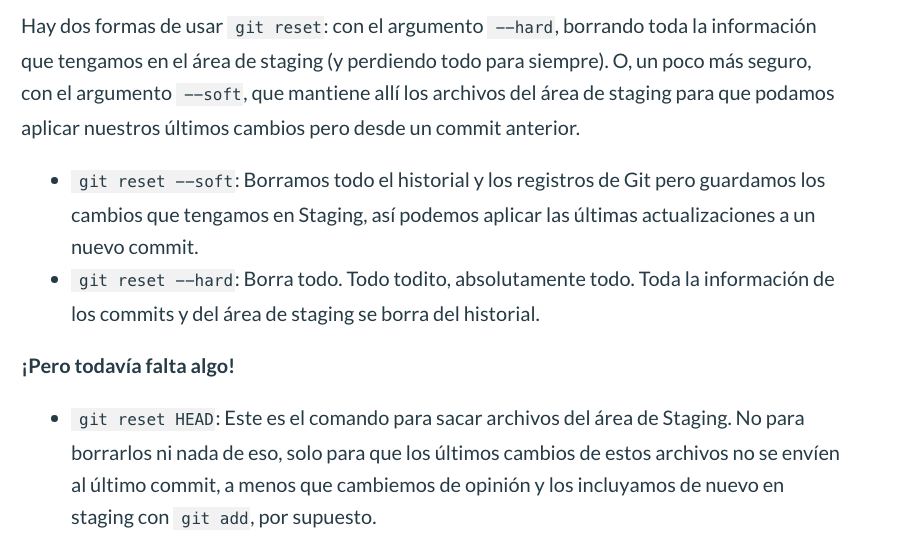 Hay dos formas de usar git reset: con el argumento --hard, borrando toda la información
que tengamos en el área de staging (y perdiendo todo para siempre). O, un poco más seguro,
con el argumento --soft, que mantiene allí los archivos del área de staging para que podamos
aplicar nuestros últimos cambios pero desde un commit anterior.
• git reset --soft: Borramos todo el historial y los registros de Git pero guardamos los
cambios que tengamos en Staging, así podemos aplicar las últimas actualizaciones a un
nuevo commit.
• git reset --hard: Borra todo. Todo todito, absolutamente todo. Toda la información de
los commits y del área de staging se borra del historial.
¡Pero todavía falta algo!
• git reset HEAD: Este es el comando para sacar archivos del área de Staging. No para
borrarlos ni nada de eso, solo para que los últimos cambios de estos archivos no se envíen
al último commit, a menos que cambiemos de opinión y los incluyamos de nuevo en
staging con git add, por supuesto.